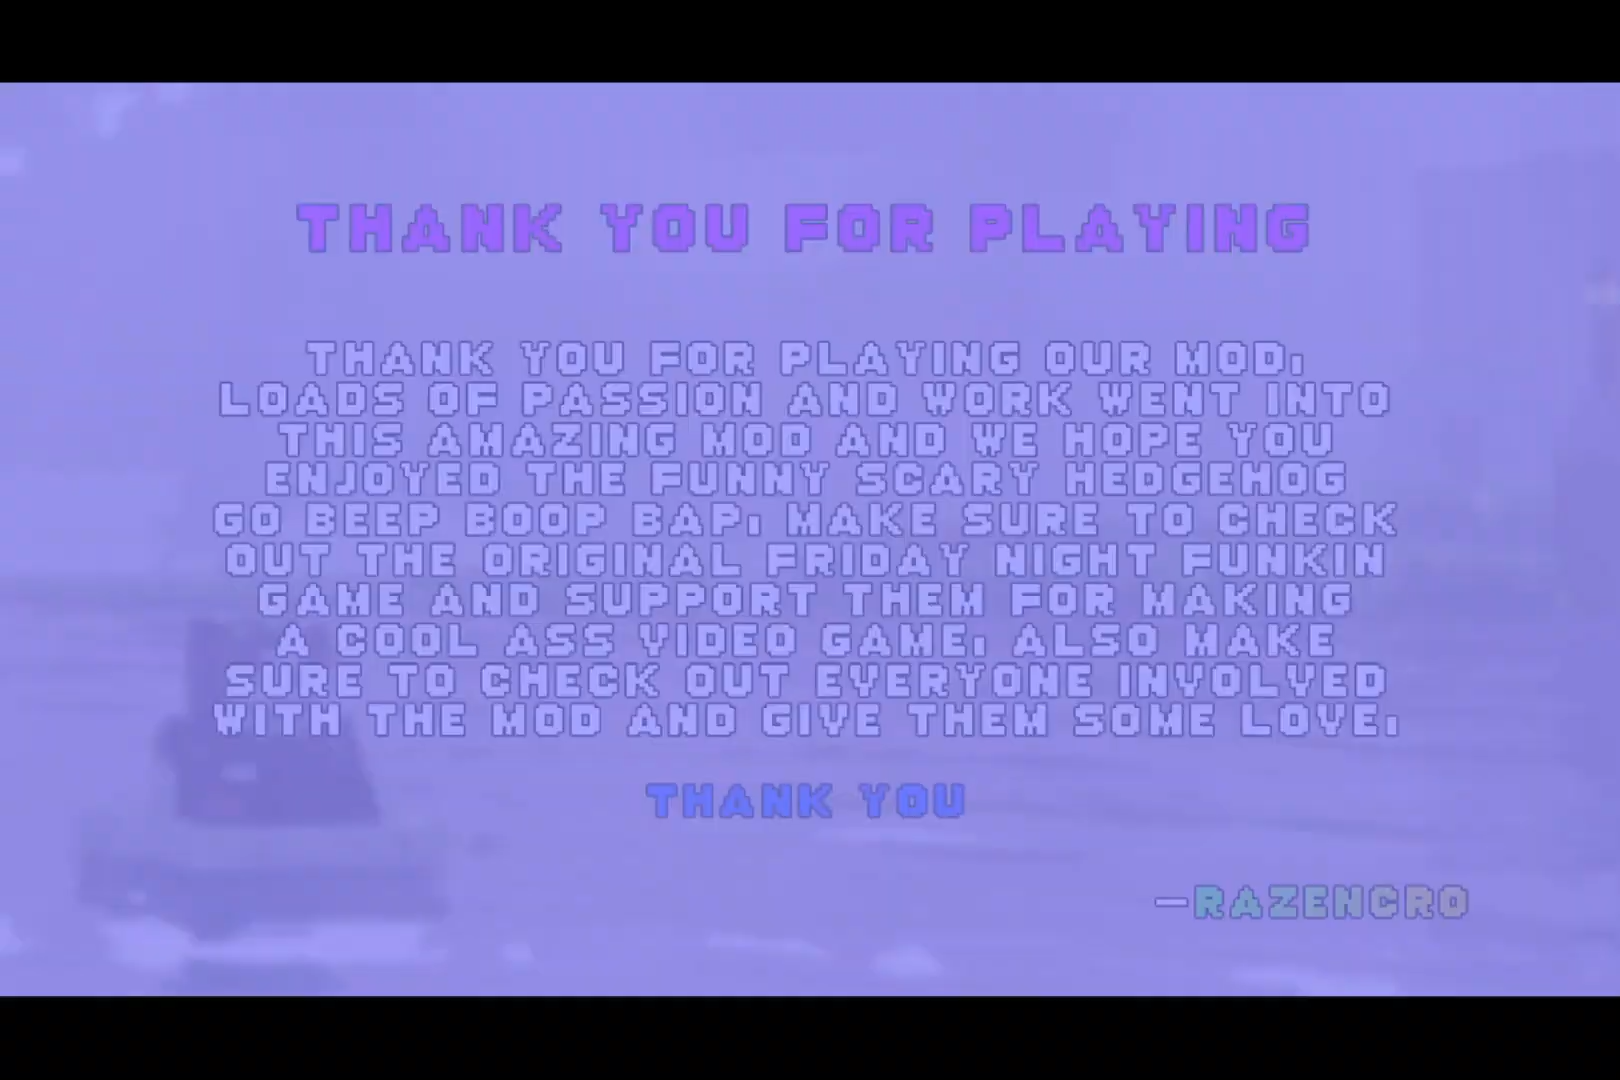 THANK YOU FOR PLAYING
THANK YOU FOR PLAYING OUR MOD.
LOADS OF PASSION AND WORK WENT INTO
THIS AMAZING MOD AND WE HOPE YOU
ENJOYED THE FUNNY SCARY HEDGEHOG
GO BEEP BOOP BAP. MAKE SURE TO CHECK
OUT THE ORIGINAL FRIDAY NIGHT FUNKIN
GAME AND SUPPORT THEM FOR MAKING
A COOL ASS VIDEO GAME. ALSO MAKE
SURE TO CHECK OUT EVERYONE INVOLVED
WITH THE MOD AND GIVE THEM SOME LOVE.
THANK YOU
—RAZENCRO